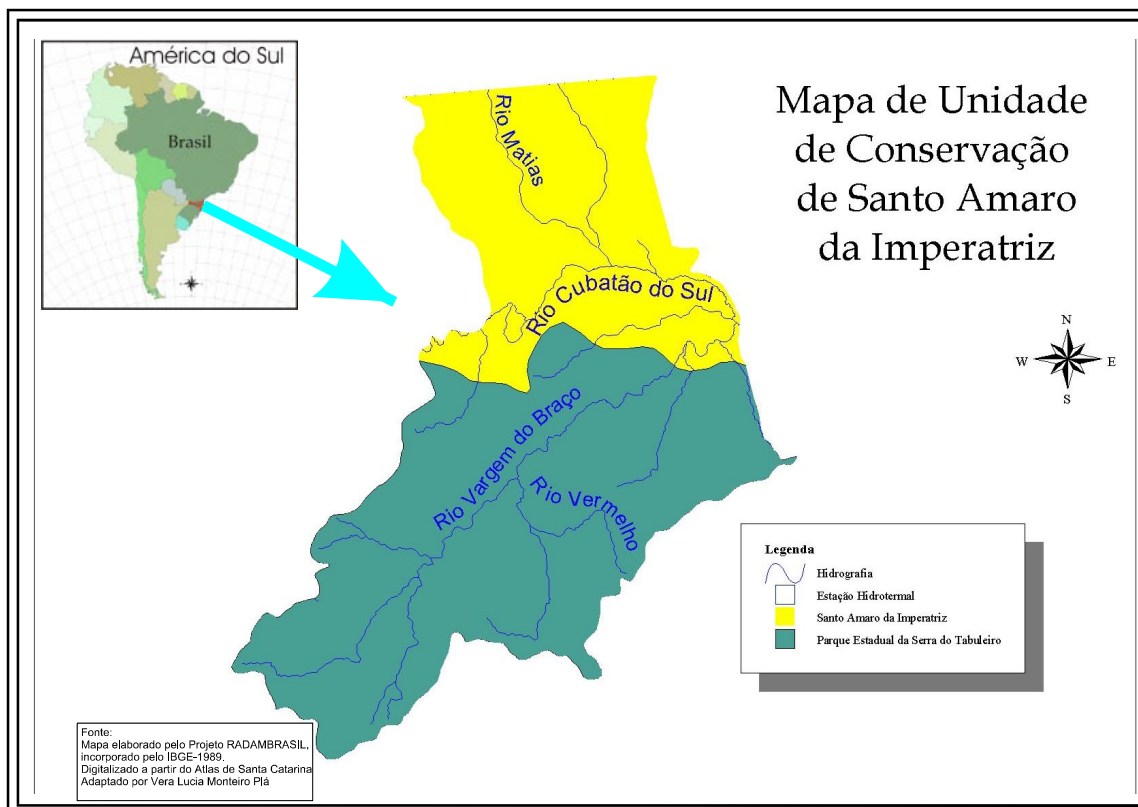 América do Sul
Brasil
Mapa de Unidade
de Conservação
de Santo Amaro
da Imperatriz
Rio Matias
Rio Cubatão do Sul
Rio Vargem do Braço
Rio Vermelho
N
W
E
S
Legenda
Hidrografia
Estação Hidrotermal
Santo Amaro da Imperatriz
Parque Estadual da Serra do Tabuleiro
Fonte:
Mapa elaborado pelo Projeto RADAMBRASIL,
incorporado pelo IBGE-1989.
Digitalizado a partir do Atlas de Santa Catarina
Adaptado por Vera Lucia Monteiro Plá